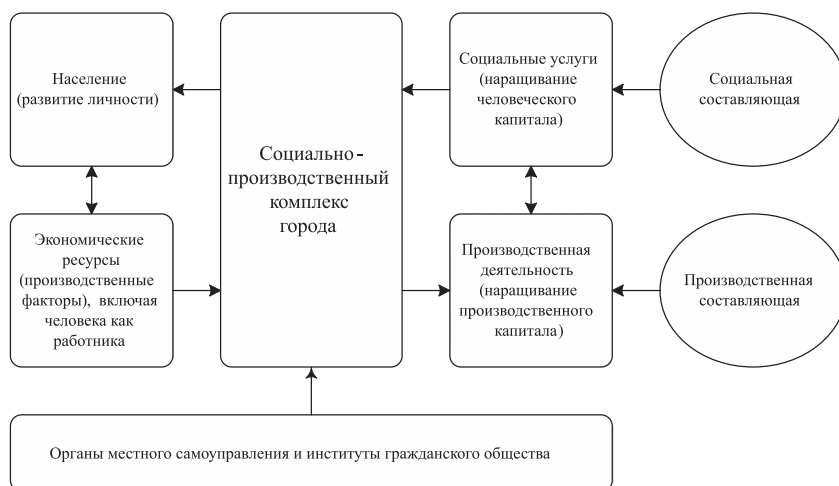 Население
(развитие личности)
Социально-
производственный
комплекс
города
Социальные услуги
(наращивание
человеческого
капитала)
Социальная
составляющая
Экономические
ресурсы
(производственные
факторы), включая
человека как
работника
Производственная
деятельность
(наращивание
производственного
капитала)
Производственная
составляющая
Органы местного самоуправления и институты гражданского общества